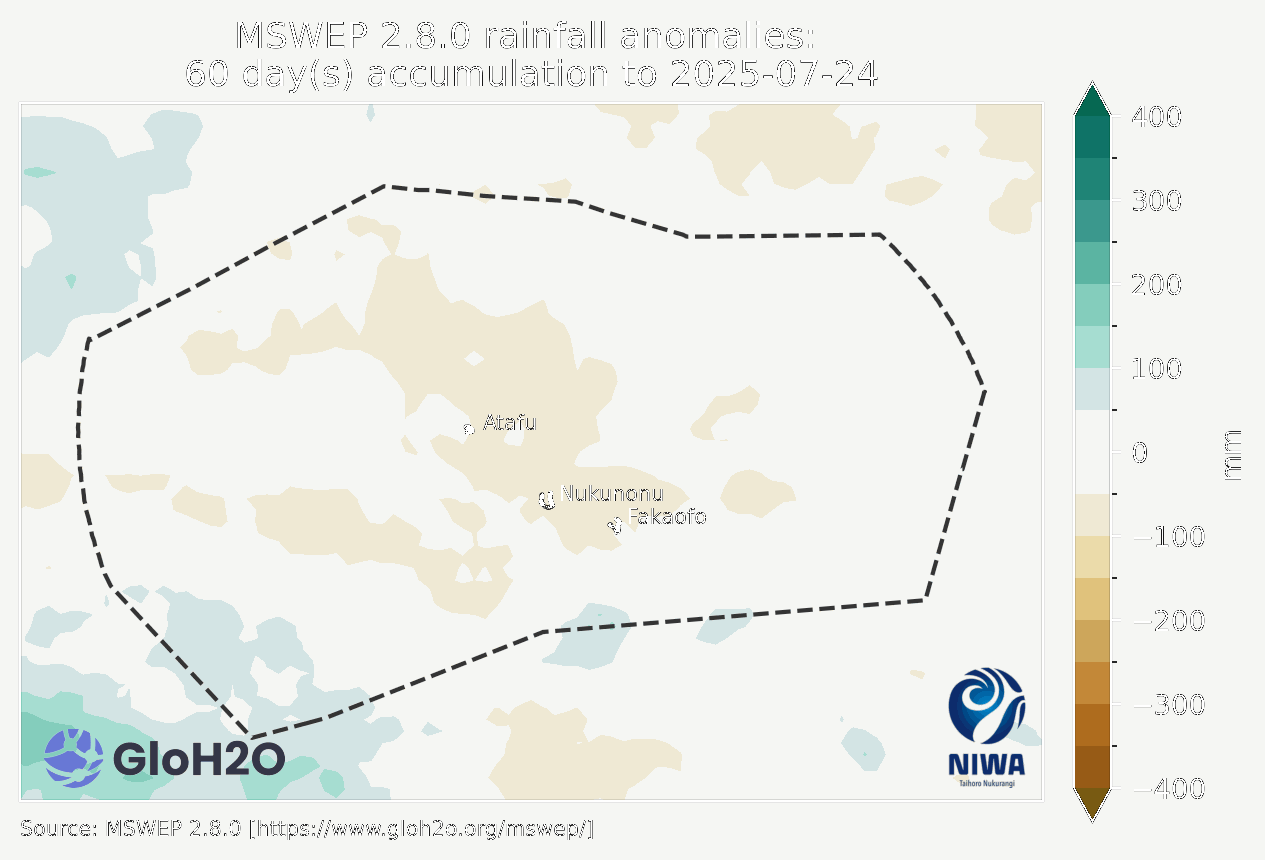 MSWEP 2.8.0 rainfall anomalies:
60 day(s) accumulation to 2025-07-24
400
300
200
100
0
−100
−200
−300
−400
mm
Atafu
Nukunonu
Fakaofo
GloH2O
NIWA
Taihoro Nukurangi
Source: MSWEP 2.8.0 [https://www.gloh2o.org/mswep/]